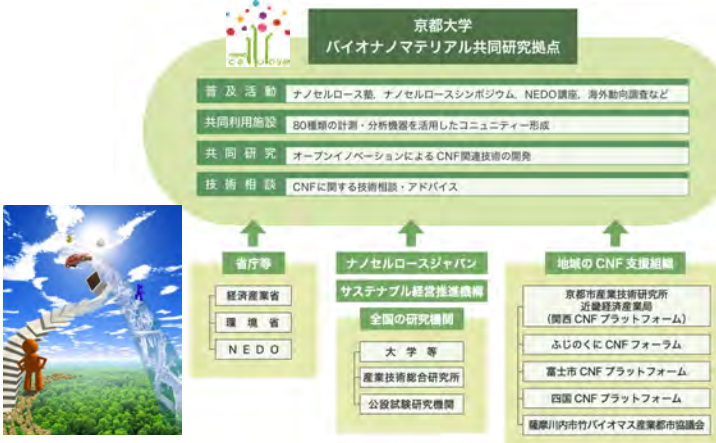 cellulose
京都大学
バイオナノマテリアル共同研究拠点
普及活動 ナノセルロース塾、ナノセルロースシンポジウム、NEDO講座、海外動向調査など
共同利用施設 80種類の計測・分析機器を活用したコニュニティー形成
共同研究 オープンイノベーションによるCNF関連技術の開発
技術相談 CNFに関する技術相談・アドバイス
省庁等
経済産業省
環境省
NEDO
ナノセルロースジャパン
サステナブル経営推進機構
全国の研究機関
大学等
産業技術総合研究所
公設試験研究機関
地域のCNF支援組織
京都市産業技術研究所
近畿経済産業局
(関西CNFプラットフォーム)
ふじのくにCNFフォーラム
富士市CNFプラットフォーム
四国CNFプラットフォーム
薩摩川内市竹バイオマス産業都市協議会